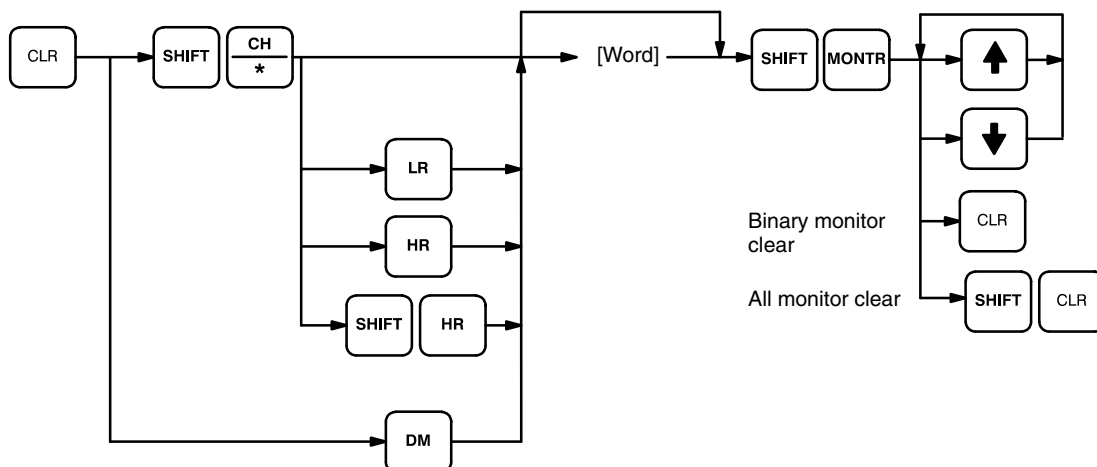 CLR
SHIFT
CH
*
[Word]
SHIFT
MONTR
LR
HR
SHIFT
HR
DM
Binary monitor
clear
CLR
All monitor clear
SHIFT
CLR